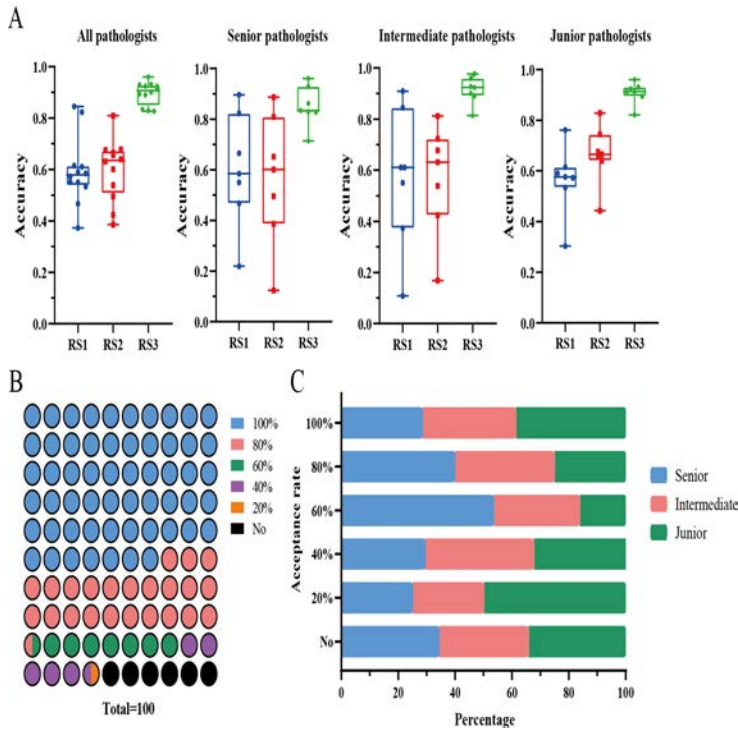 A
All pathologists
Senior pathologists
Intermediate pathologists
Junior pathologists
1.0
0.8
0.6
0.4
0.2
0.0
Accuracy
RS1 RS2 RS3
1.0
0.8
0.6
0.4
0.2
0.0
Accuracy
RS1 RS2 RS3
1.0
0.8
0.6
0.4
0.2
0.0
Accuracy
RS1 RS2 RS3
1.0
0.8
0.6
0.4
0.2
0.0
Accuracy
RS1 RS2 RS3
B
100%
80%
60%
40%
20%
No
Total=100
C
Acceptance rate
100%
80%
60%
40%
20%
No
0 20 40 60 80 100
Percentage
Senior
Intermediate
Junior